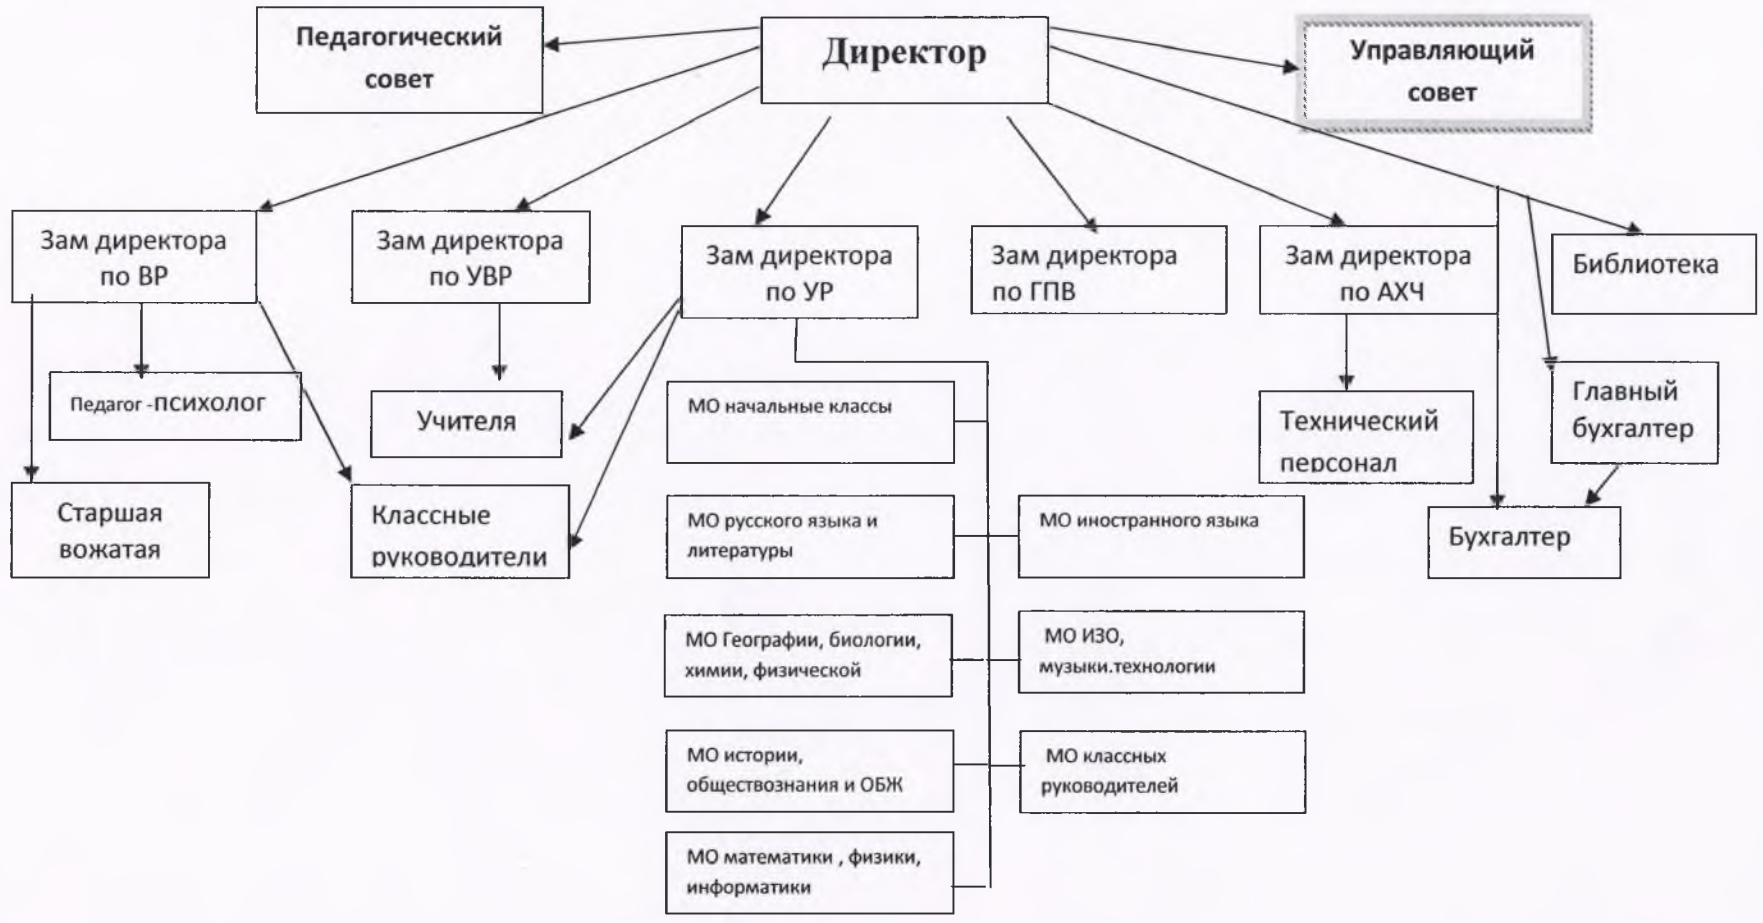 Педагогический
совет
Директор
Управляющий
совет
Зам директора
по ВР
Зам директора
по УВР
Зам директора
по УР
Зам директора
по ГПВ
Зам директора
по АХЧ
Библиотека
Педагог -психолог
Учителя
МО начальные классы
Технический
персонал
Главный
бухгалтер
Старшая
вожатая
Классные
руководители
МО русского языка и
литературы
МО иностранного языка
Бухгалтер
МО Географии, биологии,
химии, физической
МО ИЗО,
музыки.технологии
МО истории,
обществознания и ОБЖ
МО классных
руководителей
МО математики , физики,
информатики